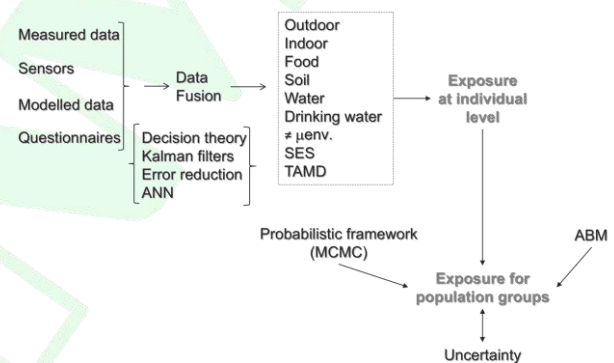 Measured data
Sensors
Modelled data
Questionnaires
Data
Fusion
Decision theory
Kalman filters
Error reduction
ANN
Outdoor
Indoor
Food
Soil
Water
Drinking water
≠ μenv.
SES
TAMD
Exposure
at individual
level
Probabilistic framework
(MCMC)
ABM
Exposure for
population groups
Uncertainty